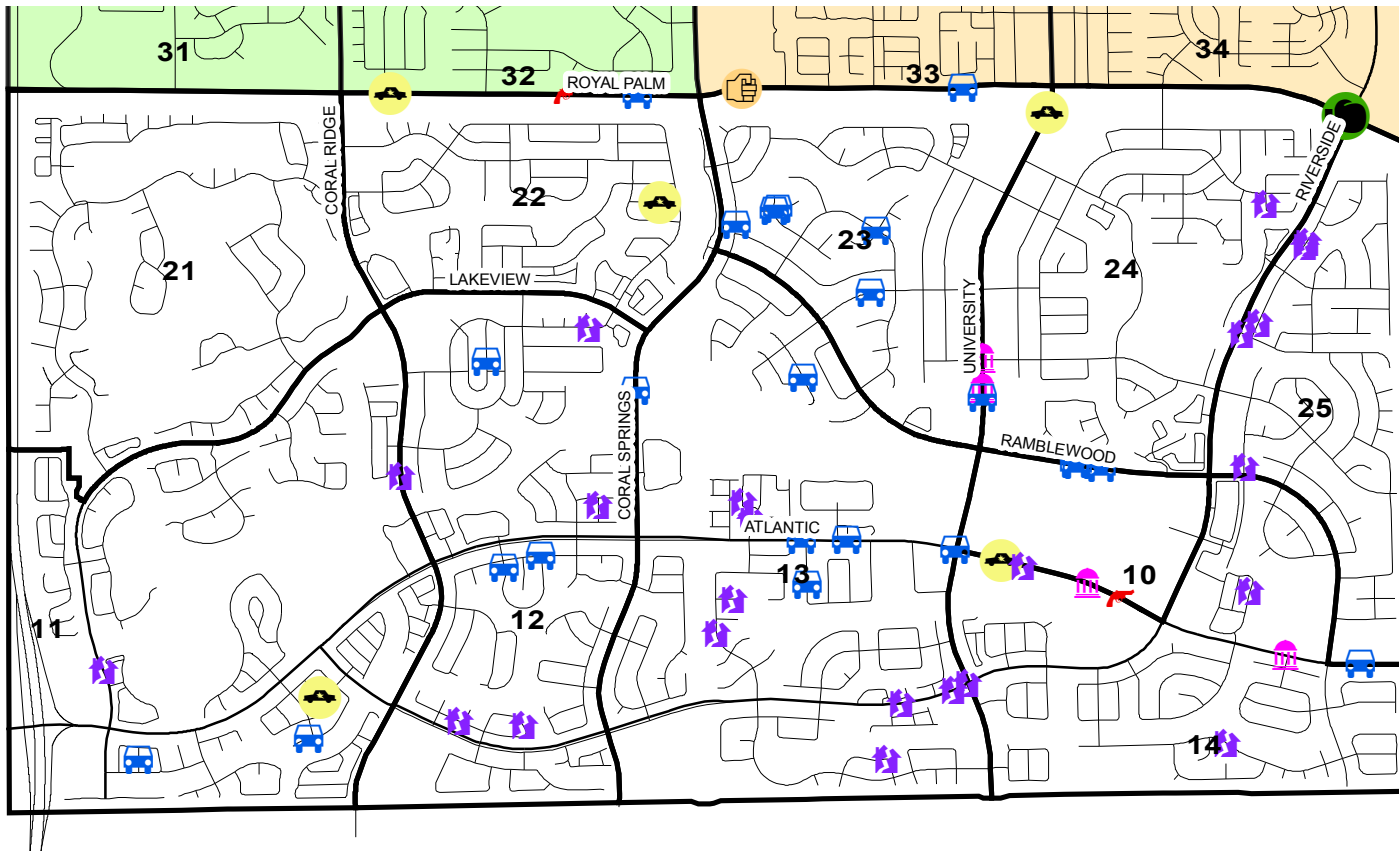 31
34
32
33
ROYAL PALM
CORAL RIDGE
RIVERSIDE
22
23
21
24
LAKEVIEW
UNIVERSITY
25
CORAL SPRINGS
RAMBLEWOOD
ATLANTIC
13
10
12
11
14